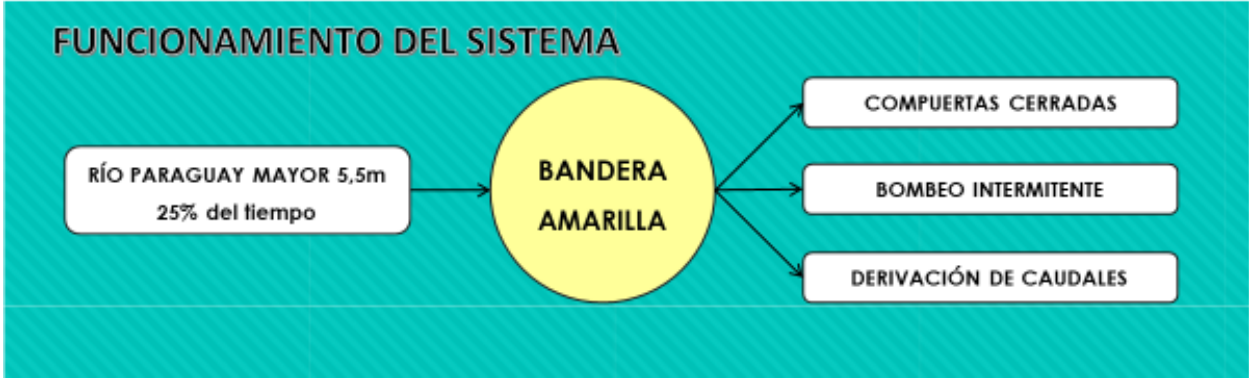 FUNCIONAMIENTO DEL SISTEMA
RÍO PARAGUAY MAYOR 5,5m
25% del tiempo
BANDERA
AMARILLA
COMPUERTAS CERRADAS
BOMBEO INTERMITENTE
DERIVACIÓN DE CAUDALES